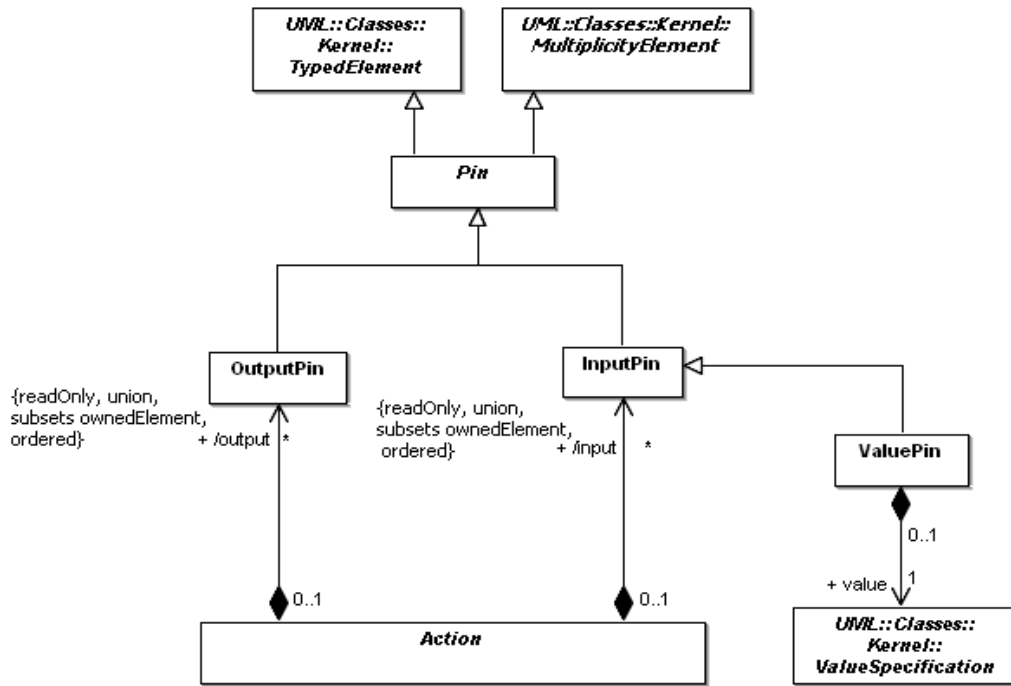 UML::Classes::
Kernel::
TypedElement
UML::Classes::Kernel::
MultiplicityElement
Pin
OutputPin
InputPin
{readOnly, union,
subsets ownedElement,
ordered}
+ /output
*
{readOnly, union,
subsets ownedElement,
ordered}
+ /input
*
ValuePin
0..1
+ value
1
0..1
0..1
Action
UML::Classes::
Kernel::
ValueSpecification